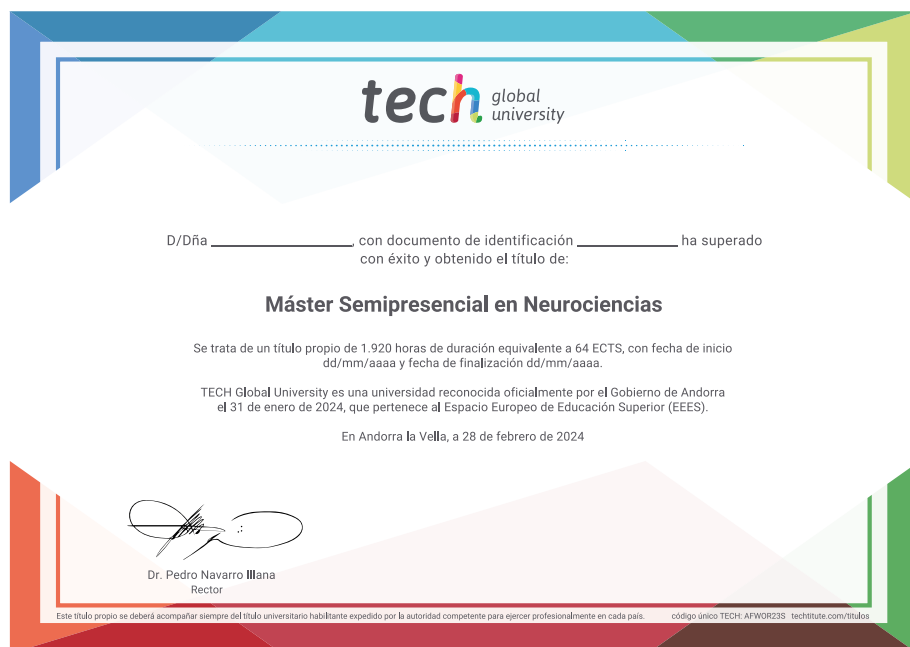 tech global university
D/Dña ______________, con documento de identificación ______________ ha superado
con éxito y obtenido el título de:
Máster Semipresencial en Neurociencias
Se trata de un título propio de 1.920 horas de duración equivalente a 64 ECTS, con fecha de inicio
dd/mm/aaaa y fecha de finalización dd/mm/aaaa.
TECH Global University es una universidad reconocida oficialmente por el Gobierno de Andorra
el 31 de enero de 2024, que pertenece al Espacio Europeo de Educación Superior (EEES).
En Andorra la Vella, a 28 de febrero de 2024
Dr. Pedro Navarro Illana
Rector
Este título propio se deberá acompañar siempre del título universitario habilitante expedido por la autoridad competente para ejercer profesionalmente en cada país. código único TECH: AFWOR23S techtitute.com/titulos